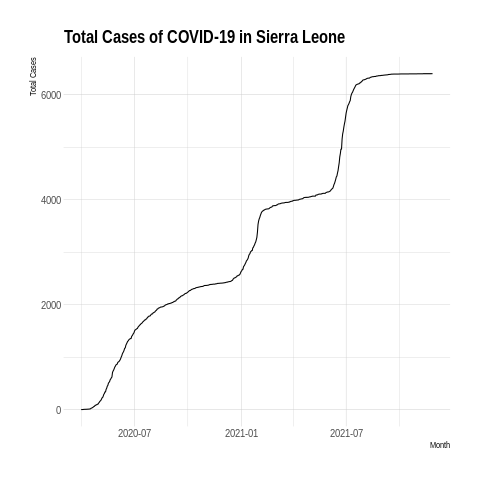 Total Cases of COVID-19 in Sierra Leone
Total Cases
6000
4000
2000
0
2020-07 2021-01 2021-07
Month